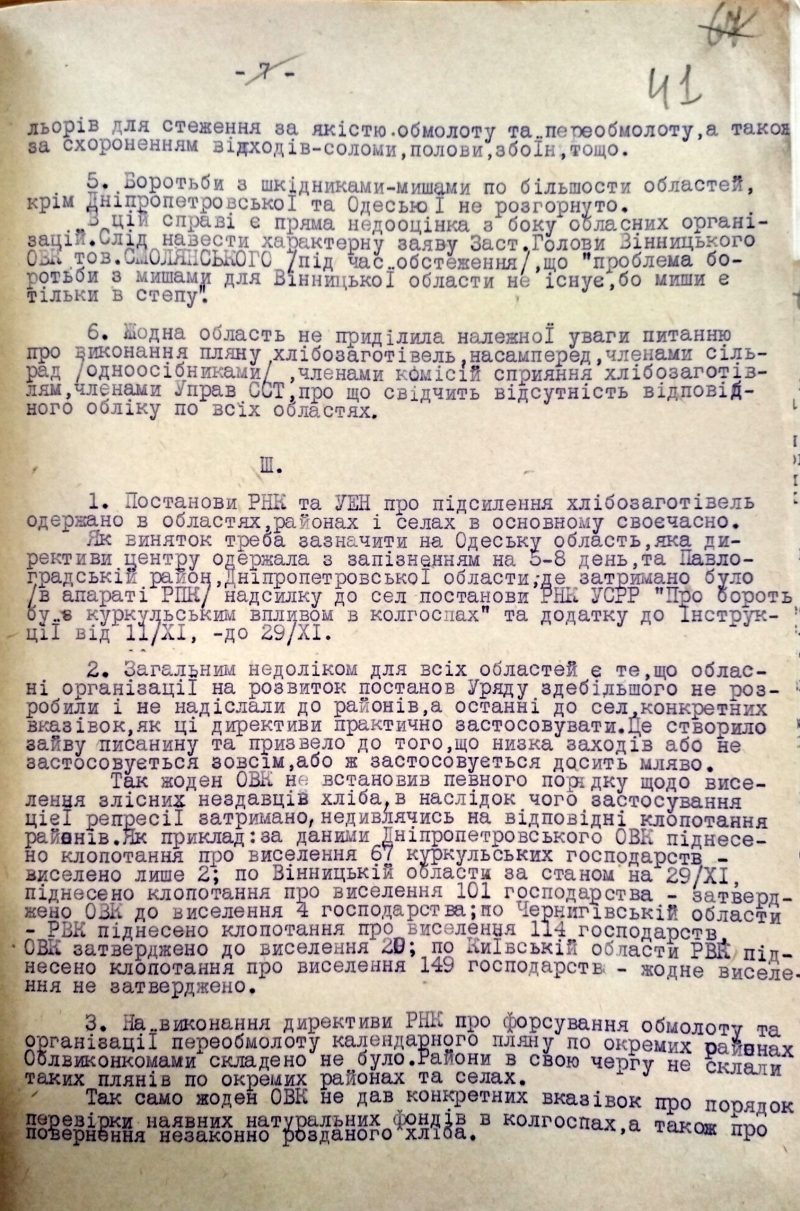 67
- 7 -
41
льорів для стеження за якістю обмолоту та переобмолоту,а також
за схороненням відходів-соломи,полови,збоїн,тощо.
5. Боротьби з шкідниками-мишами по більшости областей,
крім Дніпропетровської та Одеської не розгорнуто.
В цій справі є пряма недооцінка з боку обласних органі-
зацій.Слід навести характерну заяву Заст.Голови Вінницького
ОВК тов.СМОЛЯНСЬКОГО /під час обстеження/,що "проблема бо-
ротьби з мишами для Вінницької области не існує,бо миши є
тільки в степу".
6. Жодна область не приділила належної уваги питанню
про виконання пляну хлібозаготівель,насамперед,членами сіль-
рад /одноосібниками/ ,членами комісій сприяння хлібозаготів-
лям,членами Управ ССТ,про що свідчить відсутність відповід-
ного обліку по всіх областях.
Ш.
1. Постанови РНК та УЕН про підсилення хлібозаготівель
одержано в областях,районах і селах в основному своєчасно.
Як виняток треба зазначити на Одеську область,яка ди-
рективи центру одержала з запізненням на 5-8 день,та Павло-
градській район,Дніпропетровської области,де затримано було
/в апараті РПК/ надсилку до сел постанови РНК УСРР "Про бороть
бу з куркульським впливом в колгоспах" та додатку до Інструк-
ції від 11/XI, -до 29/XI.
2. Загальним недоліком для всіх областей є те,що облас-
ні організації на розвиток постанов Уряду здебільшого не роз-
робили і не надіслали до районів,а останні до сел,конкретних
вказівок,як ці директиви практично застосовувати.Це створило
зайву писанину та призвело до того,що низка заходів або не
застосовується зовсім,або ж застосовується досить мляво.
Так жоден ОВК не встановив певного порядку щодо висе-
лення злісних нездавців хліба,в наслідок чого застосування
цієї репресії затримано,недивлячись на відповідні клопотання
районів.Як приклад:за даними Дніпропетровського ОВК піднесе-
но клопотання про виселення 67 куркульських господарств -
виселено лише 2; по Вінницькій области за станом на 29/XI,
піднесено клопотання про виселення 101 господарства - затверд-
жено ОВК до виселення 4 господарства;по Чернигівській области
- РВК піднесено клопотання про виселення 114 господарств,
ОВК затверджено до виселення 20; по Київській области РВК під-
несено клопотання про виселення 149 господарств - жодне виселе-
ння не затверджено.
3. На виконання директиви РНК про форсування обмолоту та
організації переобмолоту календарного пляну по окремих районах
Облвиконкомами складено не було.Райони в свою чергу не склали
таких плянів по окремих районах та селах.
Так само жоден ОВК не дав конкретних вказівок про порядок
перевірки наявних натуральних фондів в колгоспах,а також про
повернення незаконно розданого хліба.